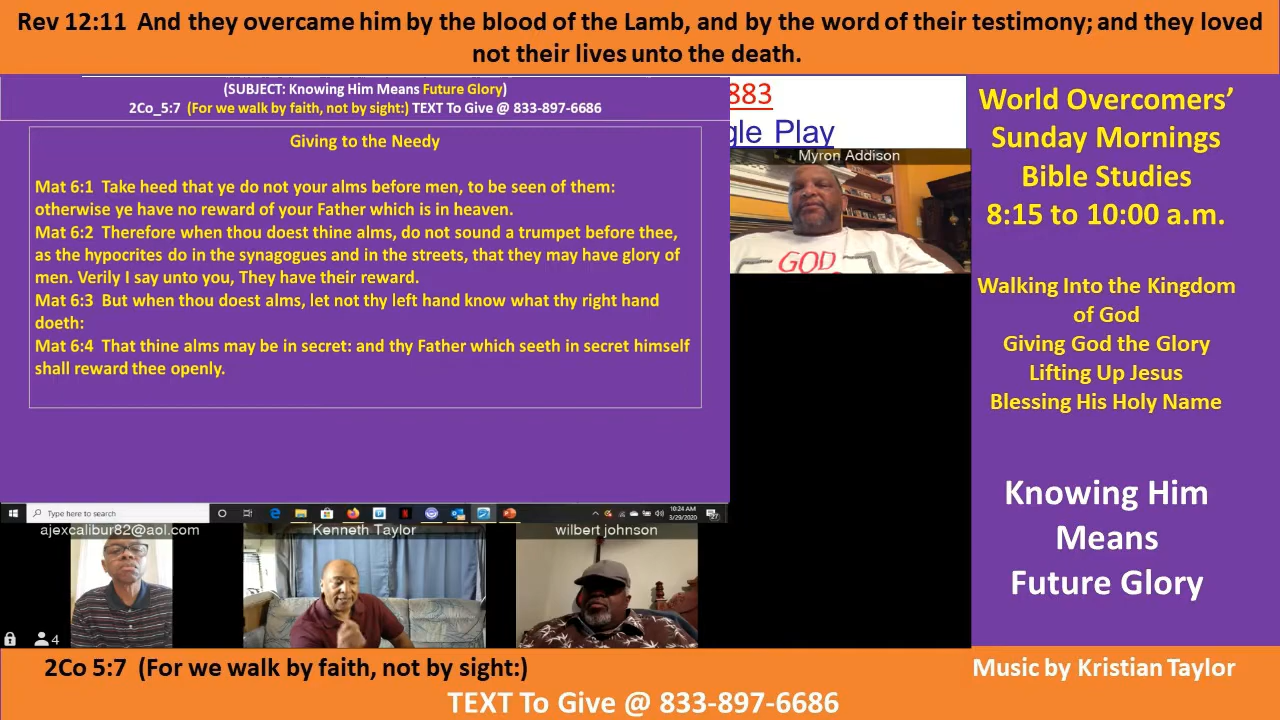 Rev 12:11 And they overcame him by the blood of the Lamb, and by the word of their testimony; and they loved
not their lives unto the death.
(SUBJECT: Knowing Him Means Future Glory)
2Co_5:7 (For we walk by faith, not by sight:) TEXT To Give @ 833-897-6686
Giving to the Needy
Mat 6:1 Take heed that ye do not your alms before men, to be seen of them:
otherwise ye have no reward of your Father which is in heaven.
Mat 6:2 Therefore when thou doest thine alms, do not sound a trumpet before thee,
as the hypocrites do in the synagogues and in the streets, that they may have glory of
men. Verily I say unto you, They have their reward.
Mat 6:3 But when thou doest alms, let not thy left hand know what thy right hand
doeth:
Mat 6:4 That thine alms may be in secret: and thy Father which seeth in secret himself
shall reward thee openly.
883
gle Play
Myron Addison
GOD
World Overcomers’
Sunday Mornings
Bible Studies
8:15 to 10:00 a.m.
Walking Into the Kingdom
of God
Giving God the Glory
Lifting Up Jesus
Blessing His Holy Name
Knowing Him
Means
Future Glory
Type here to search
10:24 AM
3/29/2020
ajexcalibur82@aol.com
Kenneth Taylor
wilbert johnson
4
2Co 5:7 (For we walk by faith, not by sight:)
Music by Kristian Taylor
TEXT To Give @ 833-897-6686